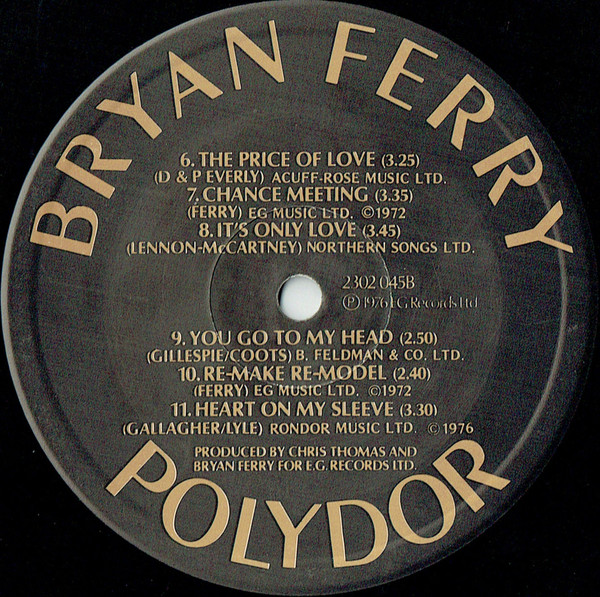 BRYAN FERRY
6. THE PRICE OF LOVE (3.25)
(D & P EVERLY) ACUFF-ROSE MUSIC LTD.
7. CHANCE MEETING (3.35)
(FERRY) EG MUSIC LTD. ©1972
8. IT'S ONLY LOVE (3.45)
(LENNON-McCARTNEY) NORTHERN SONGS LTD.
2302 045B
℗ 1976 EG Records Ltd
9. YOU GO TO MY HEAD (2.50)
(GILLESPIE/COOTS) B. FELDMAN & CO. LTD.
10. RE-MAKE RE-MODEL (2.40)
(FERRY) EG MUSIC LTD. ©1972
11. HEART ON MY SLEEVE (3.30)
(GALLAGHER/LYLE) RONDOR MUSIC LTD. © 1976
PRODUCED BY CHRIS THOMAS AND
BRYAN FERRY FOR E.G. RECORDS LTD.
POLYDOR